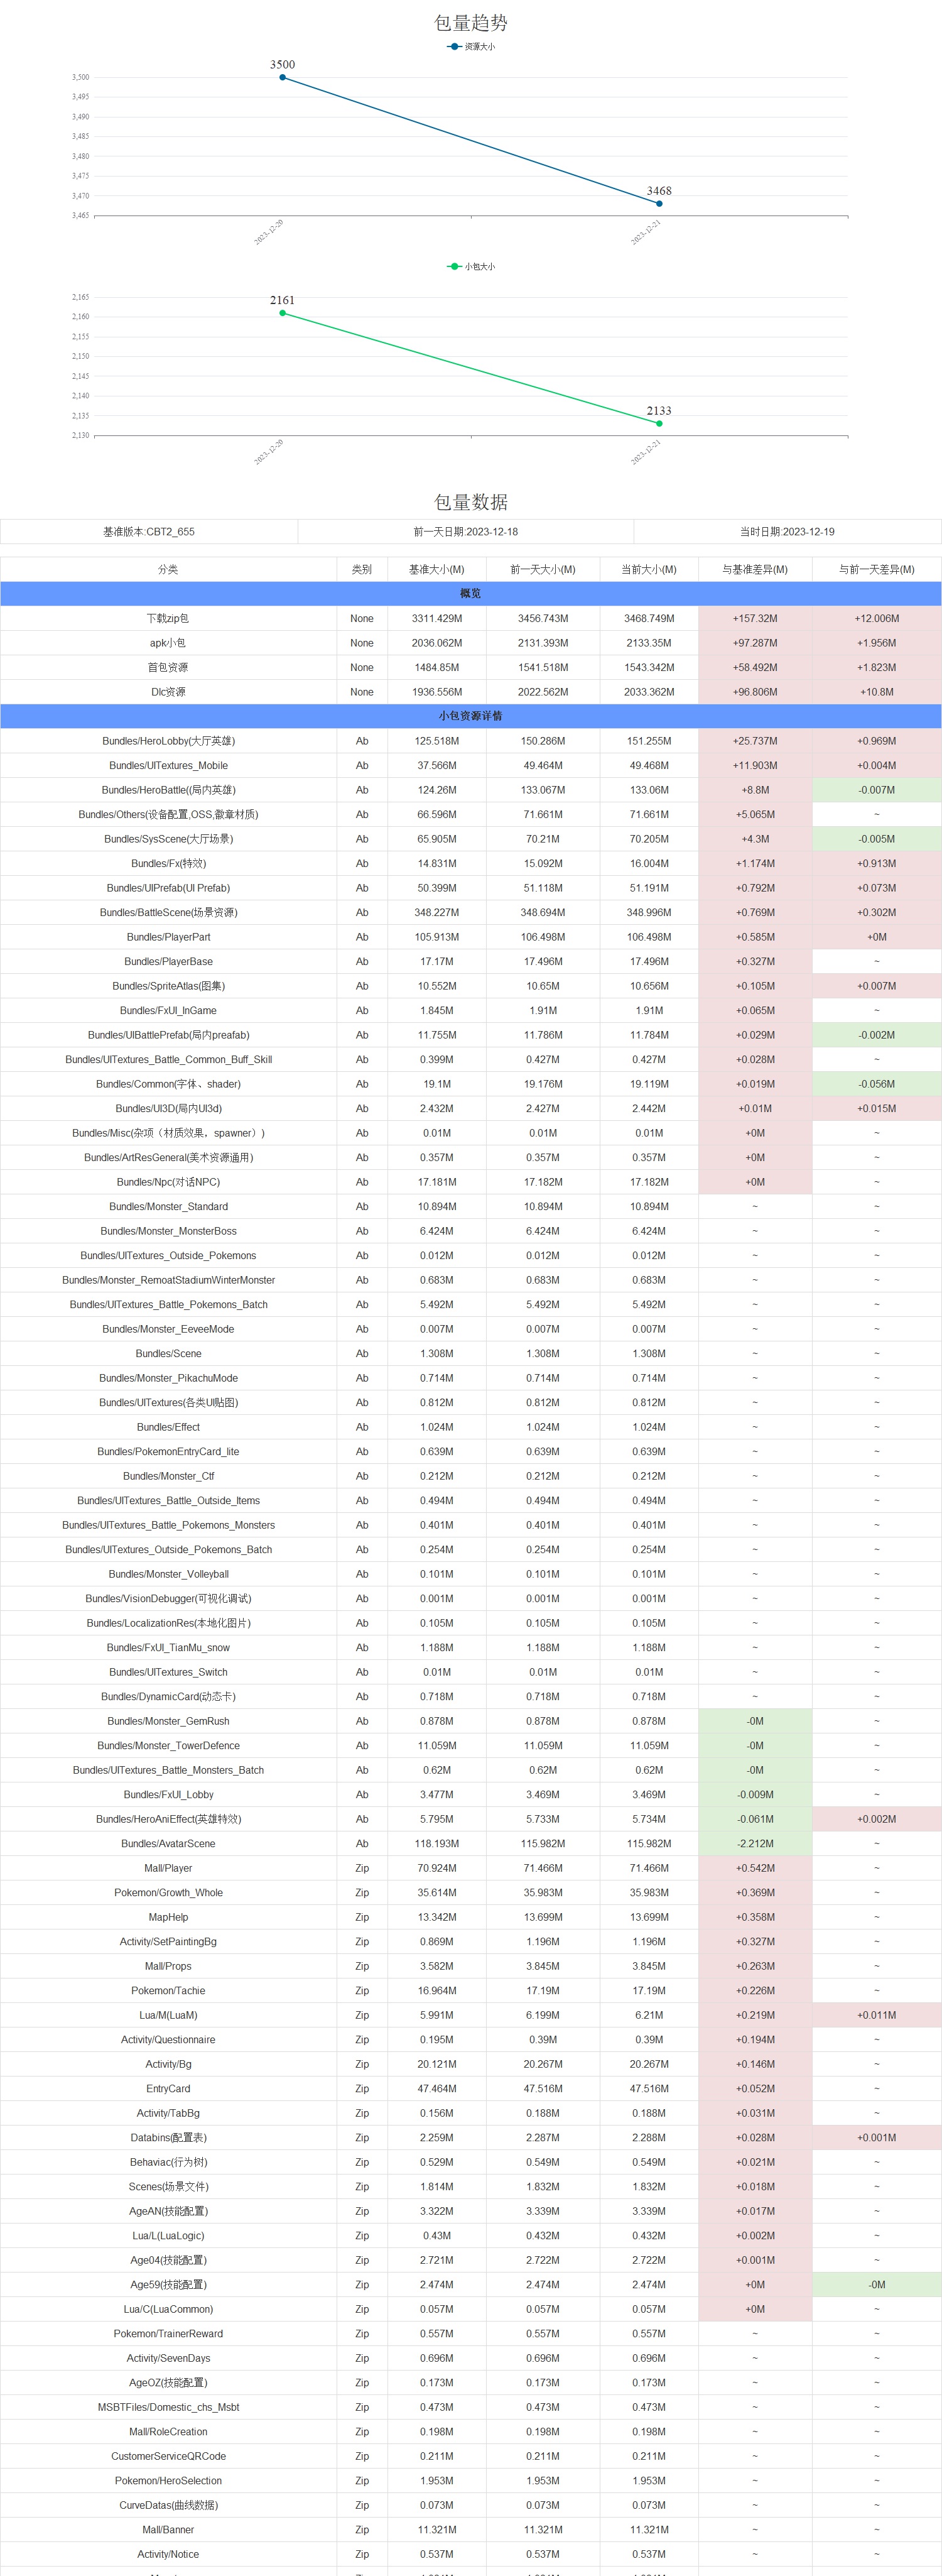 包量趋势
资源大小
3500
3,500
3,495
3,490
3,485
3,480
3,475
3,470
3,465
3468
2023-12-20
2023-12-21
小包大小
2161
2,165
2,160
2,155
2,150
2,145
2,140
2,135
2,130
2133
2023-12-20
2023-12-21
包量数据
基准版本:CBT2_655 前一天日期:2023-12-18 当时日期:2023-12-19
分类 类别 基准大小(M) 前一天大小(M) 当前大小(M) 与基准差异(M) 与前一天差异(M)
概览
下载zip包 None 3311.429M 3456.743M 3468.749M +157.32M +12.006M
apk小包 None 2036.062M 2131.393M 2133.35M +97.287M +1.956M
首包资源 None 1484.85M 1541.518M 1543.342M +58.492M +1.823M
Dlc资源 None 1936.556M 2022.562M 2033.362M +96.806M +10.8M
小包资源详情
Bundles/HeroLobby(大厅英雄) Ab 125.518M 150.286M 151.255M +25.737M +0.969M
Bundles/UITextures_Mobile Ab 37.566M 49.464M 49.468M +11.903M +0.004M
Bundles/HeroBattle((局内英雄) Ab 124.26M 133.067M 133.06M +8.8M -0.007M
Bundles/Others(设备配置,OSS,徽章材质) Ab 66.596M 71.661M 71.661M +5.065M ~
Bundles/SysScene(大厅场景) Ab 65.905M 70.21M 70.205M +4.3M -0.005M
Bundles/Fx(特效) Ab 14.831M 15.092M 16.004M +1.174M +0.913M
Bundles/UIPrefab(UI Prefab) Ab 50.399M 51.118M 51.191M +0.792M +0.073M
Bundles/BattleScene(场景资源) Ab 348.227M 348.694M 348.996M +0.769M +0.302M
Bundles/PlayerPart Ab 105.913M 106.498M 106.498M +0.585M +0M
Bundles/PlayerBase Ab 17.17M 17.496M 17.496M +0.327M ~
Bundles/SpriteAtlas(图集) Ab 10.552M 10.65M 10.656M +0.105M +0.007M
Bundles/FxUI_InGame Ab 1.845M 1.91M 1.91M +0.065M ~
Bundles/UIBattlePrefab(局内preafab) Ab 11.755M 11.786M 11.784M +0.029M -0.002M
Bundles/UITextures_Battle_Common_Buff_Skill Ab 0.399M 0.427M 0.427M +0.028M ~
Bundles/Common(字体、shader) Ab 19.1M 19.176M 19.119M +0.019M -0.056M
Bundles/UI3D(局内UI3d) Ab 2.432M 2.427M 2.442M +0.01M +0.015M
Bundles/Misc(杂项（材质效果，spawner）) Ab 0.01M 0.01M 0.01M +0M ~
Bundles/ArtResGeneral(美术资源通用) Ab 0.357M 0.357M 0.357M +0M ~
Bundles/Npc(对话NPC) Ab 17.181M 17.182M 17.182M +0M ~
Bundles/Monster_Standard Ab 10.894M 10.894M 10.894M ~ ~
Bundles/Monster_MonsterBoss Ab 6.424M 6.424M 6.424M ~ ~
Bundles/UITextures_Outside_Pokemons Ab 0.012M 0.012M 0.012M ~ ~
Bundles/Monster_RemoatStadiumWinterMonster Ab 0.683M 0.683M 0.683M ~ ~
Bundles/UITextures_Battle_Pokemons_Batch Ab 5.492M 5.492M 5.492M ~ ~
Bundles/Monster_EeveeMode Ab 0.007M 0.007M 0.007M ~ ~
Bundles/Scene Ab 1.308M 1.308M 1.308M ~ ~
Bundles/Monster_PikachuMode Ab 0.714M 0.714M 0.714M ~ ~
Bundles/UITextures(各类UI贴图) Ab 0.812M 0.812M 0.812M ~ ~
Bundles/Effect Ab 1.024M 1.024M 1.024M ~ ~
Bundles/PokemonEntryCard_lite Ab 0.639M 0.639M 0.639M ~ ~
Bundles/Monster_Ctf Ab 0.212M 0.212M 0.212M ~ ~
Bundles/UITextures_Battle_Outside_Items Ab 0.494M 0.494M 0.494M ~ ~
Bundles/UITextures_Battle_Pokemons_Monsters Ab 0.401M 0.401M 0.401M ~ ~
Bundles/UITextures_Outside_Pokemons_Batch Ab 0.254M 0.254M 0.254M ~ ~
Bundles/Monster_Volleyball Ab 0.101M 0.101M 0.101M ~ ~
Bundles/VisionDebugger(可视化调试) Ab 0.001M 0.001M 0.001M ~ ~
Bundles/LocalizationRes(本地化图片) Ab 0.105M 0.105M 0.105M ~ ~
Bundles/FxUI_TianMu_snow Ab 1.188M 1.188M 1.188M ~ ~
Bundles/UITextures_Switch Ab 0.01M 0.01M 0.01M ~ ~
Bundles/DynamicCard(动态卡) Ab 0.718M 0.718M 0.718M ~ ~
Bundles/Monster_GemRush Ab 0.878M 0.878M 0.878M -0M ~
Bundles/Monster_TowerDefence Ab 11.059M 11.059M 11.059M -0M ~
Bundles/UITextures_Battle_Monsters_Batch Ab 0.62M 0.62M 0.62M -0M ~
Bundles/FxUI_Lobby Ab 3.477M 3.469M 3.469M -0.009M ~
Bundles/HeroAniEffect(英雄特效) Ab 5.795M 5.733M 5.734M -0.061M +0.002M
Bundles/AvatarScene Ab 118.193M 115.982M 115.982M -2.212M ~
Mall/Player Zip 70.924M 71.466M 71.466M +0.542M ~
Pokemon/Growth_Whole Zip 35.614M 35.983M 35.983M +0.369M ~
MapHelp Zip 13.342M 13.699M 13.699M +0.358M ~
Activity/SetPaintingBg Zip 0.869M 1.196M 1.196M +0.327M ~
Mall/Props Zip 3.582M 3.845M 3.845M +0.263M ~
Pokemon/Tachie Zip 16.964M 17.19M 17.19M +0.226M ~
Lua/M(LuaM) Zip 5.991M 6.199M 6.21M +0.219M +0.011M
Activity/Questionnaire Zip 0.195M 0.39M 0.39M +0.194M ~
Activity/Bg Zip 20.121M 20.267M 20.267M +0.146M ~
EntryCard Zip 47.464M 47.516M 47.516M +0.052M ~
Activity/TabBg Zip 0.156M 0.188M 0.188M +0.031M ~
Databins(配置表) Zip 2.259M 2.287M 2.288M +0.028M +0.001M
Behaviac(行为树) Zip 0.529M 0.549M 0.549M +0.021M ~
Scenes(场景文件) Zip 1.814M 1.832M 1.832M +0.018M ~
AgeAN(技能配置) Zip 3.322M 3.339M 3.339M +0.017M ~
Lua/L(LuaLogic) Zip 0.43M 0.432M 0.432M +0.002M ~
Age04(技能配置) Zip 2.721M 2.722M 2.722M +0.001M ~
Age59(技能配置) Zip 2.474M 2.474M 2.474M +0M -0M
Lua/C(LuaCommon) Zip 0.057M 0.057M 0.057M +0M ~
Pokemon/TrainerReward Zip 0.557M 0.557M 0.557M ~ ~
Activity/SevenDays Zip 0.696M 0.696M 0.696M ~ ~
AgeOZ(技能配置) Zip 0.173M 0.173M 0.173M ~ ~
MSBTFiles/Domestic_chs_Msbt Zip 0.473M 0.473M 0.473M ~ ~
Mall/RoleCreation Zip 0.198M 0.198M 0.198M ~ ~
CustomerServiceQRCode Zip 0.211M 0.211M 0.211M ~ ~
Pokemon/HeroSelection Zip 1.953M 1.953M 1.953M ~ ~
CurveDatas(曲线数据) Zip 0.073M 0.073M 0.073M ~ ~
Mall/Banner Zip 11.321M 11.321M 11.321M ~ ~
Activity/Notice Zip 0.537M 0.537M 0.537M ~ ~